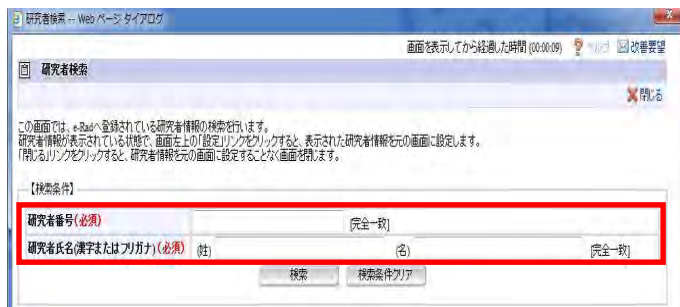 研究者検索 -- Web ページ ダイアログ
画面を表示してから経過した時間 (00:00:09) ヘルプ 改善要望
研究者検索
閉じる
この画面では、e-Radへ登録されている研究者情報の検索を行います。
研究者情報が表示されている状態で、画面左上の「設定」リンクをクリックすると、表示された研究者情報を元の画面に設定します。
「閉じる」リンクをクリックすると、研究者情報を元の画面に設定することなく画面を閉じます。
【検索条件】
研究者番号(必須) [完全一致]
研究者氏名(漢字またはフリガナ)(必須) (姓) (名) [完全一致]
検索 検索条件クリア